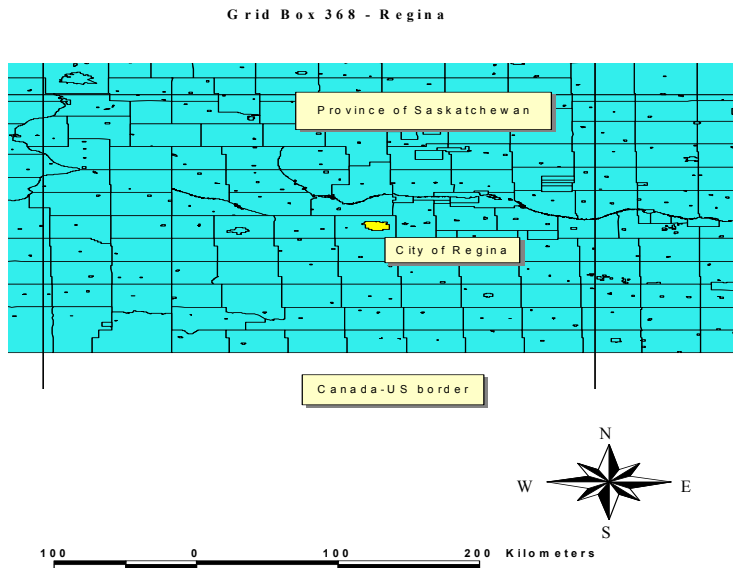 Grid Box 368 - Regina
Province of Saskatchewan
City of Regina
Canada-US border
N
W E
S
100 0 100 200 Kilometers